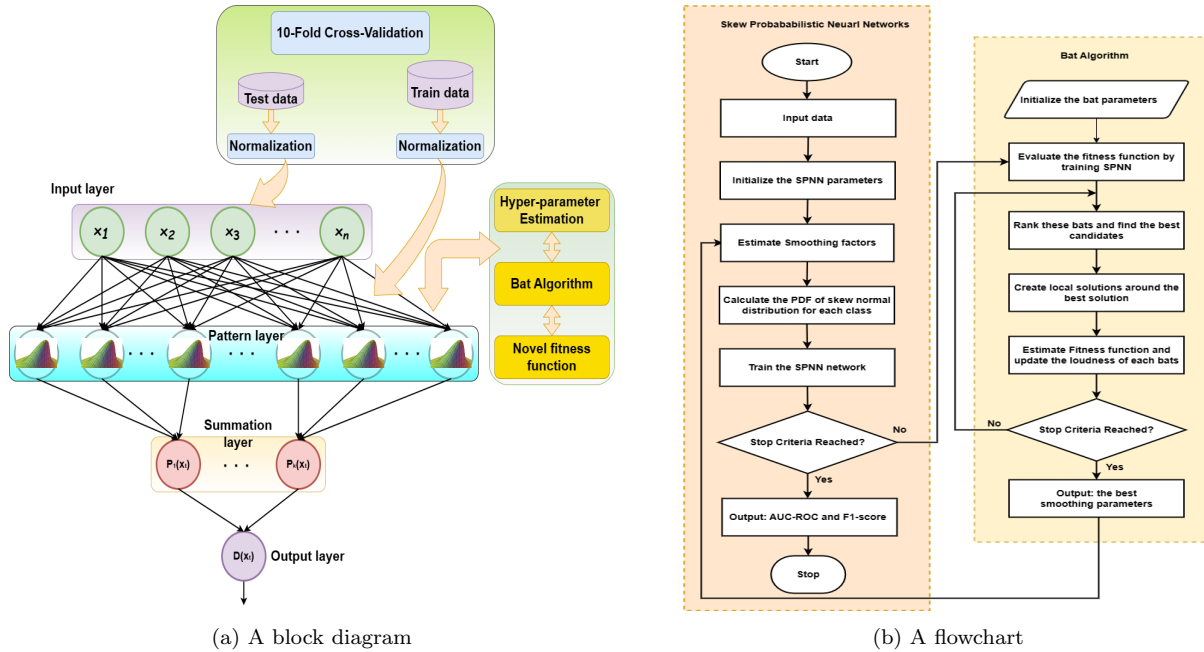 10-Fold Cross-Validation
Test data
Train data
Normalization
Normalization
Input layer
x1
x2
x3
. . .
xn
Hyper-parameter
Estimation
Bat Algorithm
Novel fitness
function
Pattern layer
. . .
. . .
. . .
Summation
layer
P1(xt)
. . .
Pk(xt)
D(xt)
Output layer
(a) A block diagram
Skew Probababilistic Neuarl Networks
Start
Input data
Initialize the SPNN parameters
Estimate Smoothing factors
Calculate the PDF of skew normal
distribution for each class
Train the SPNN network
Stop Criteria Reached?
No
Yes
Output: AUC-ROC and F1-score
Stop
Bat Algorithm
Initialize the bat parameters
Evaluate the fitness function by
training SPNN
Rank these bats and find the best
candidates
Create local solutions around the
best solution
Estimate Fitness function and
update the loudness of each bats
No
Stop Criteria Reached?
Yes
Output: the best
smoothing parameters
(b) A flowchart